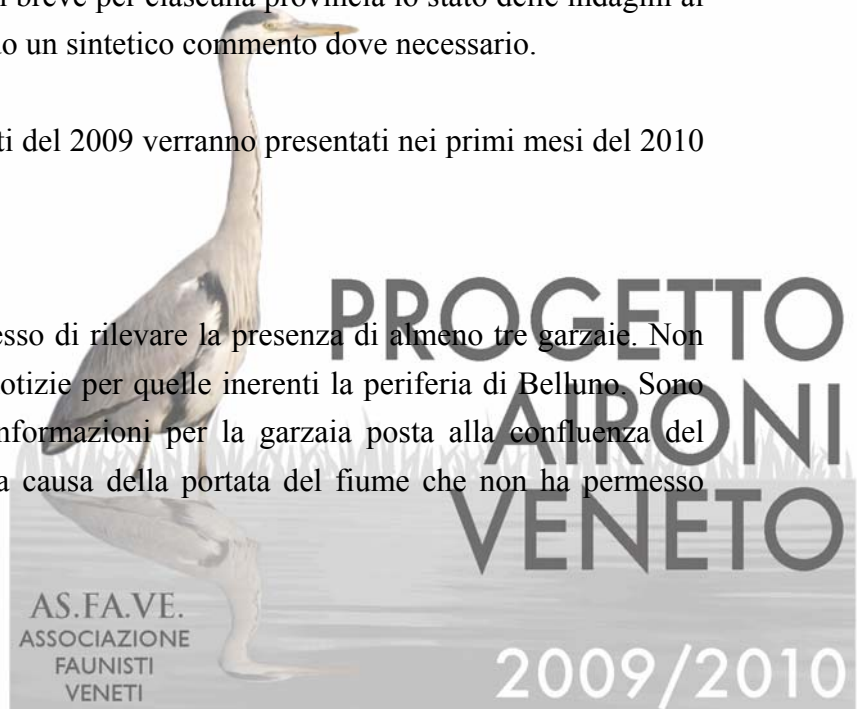 breve per ciascuna provincia lo stato delle indagini al
o un sintetico commento dove necessario.
ti del 2009 verranno presentati nei primi mesi del 2010
esso di rilevare la presenza di almeno tre garzaie. Non
otizie per quelle inerenti la periferia di Belluno. Sono
nformazioni per la garzaia posta alla confluenza del
a causa della portata del fiume che non ha permesso
PROGETTO
AIRONI
VENETO
AS.FA.VE.
ASSOCIAZIONE
FAUNISTI
VENETI
2009/2010